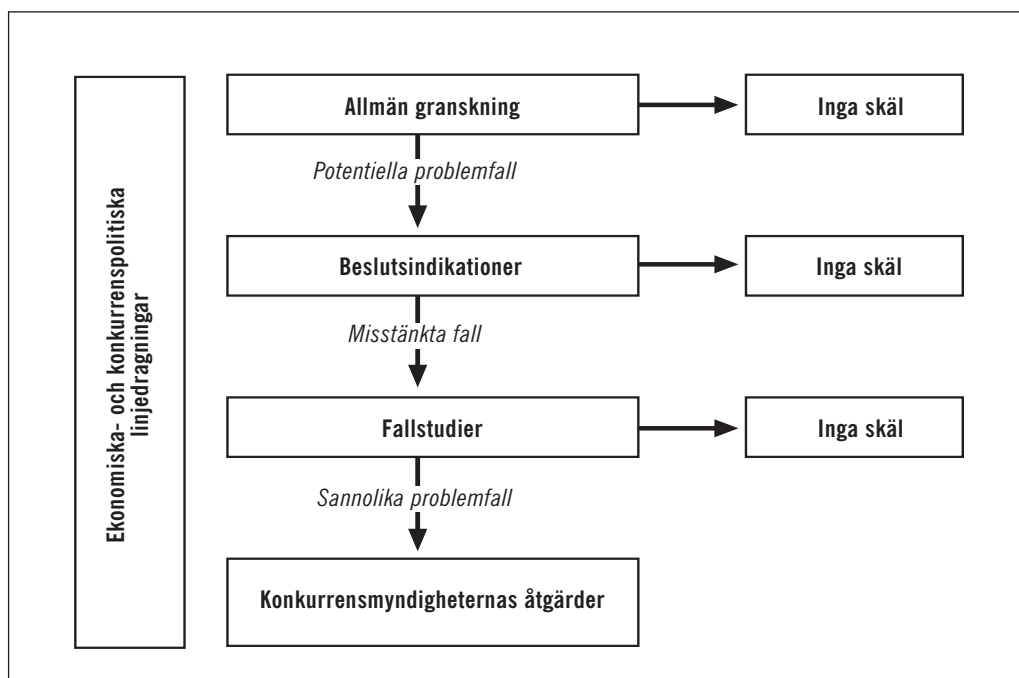 Ekonomiska- och konkurrenspolitiska
linjedragningar
Allmän granskning
Inga skäl
Potentiella problemfall
Beslutsindikationer
Inga skäl
Misstänkta fall
Fallstudier
Inga skäl
Sannolika problemfall
Konkurrensmyndigheternas åtgärder